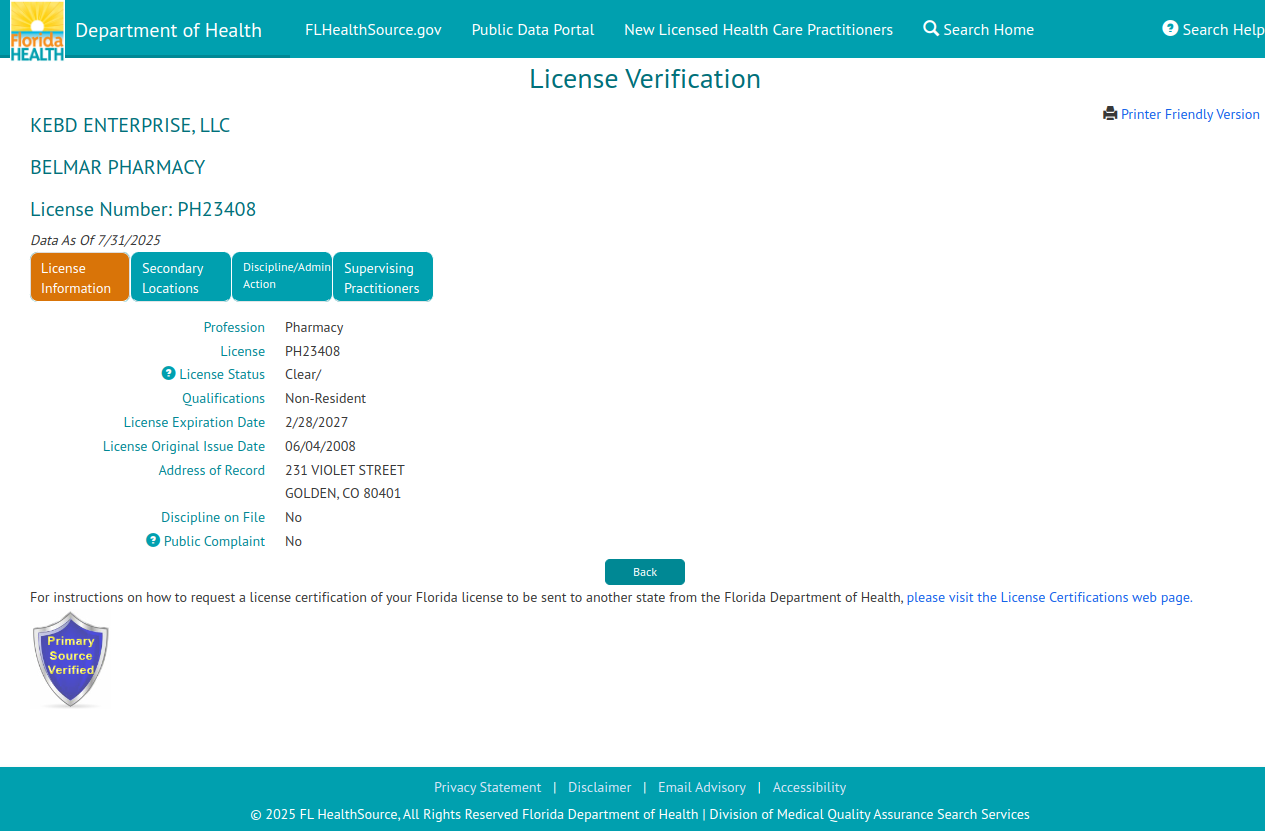 Florida
HEALTH
Department of Health
FLHealthSource.gov
Public Data Portal
New Licensed Health Care Practitioners
Search Home
Search Help
License Verification
Printer Friendly Version
KEBD ENTERPRISE, LLC
BELMAR PHARMACY
License Number: PH23408
Data As Of 7/31/2025
License
Information
Secondary
Locations
Discipline/Admin
Action
Supervising
Practitioners
Profession Pharmacy
License PH23408
? License Status Clear/
Qualifications Non-Resident
License Expiration Date 2/28/2027
License Original Issue Date 06/04/2008
Address of Record 231 VIOLET STREET
GOLDEN, CO 80401
Discipline on File No
? Public Complaint No
Back
For instructions on how to request a license certification of your Florida license to be sent to another state from the Florida Department of Health, please visit the License Certifications web page.
Primary
Source
Verified
Privacy Statement | Disclaimer | Email Advisory | Accessibility
© 2025 FL HealthSource, All Rights Reserved Florida Department of Health | Division of Medical Quality Assurance Search Services